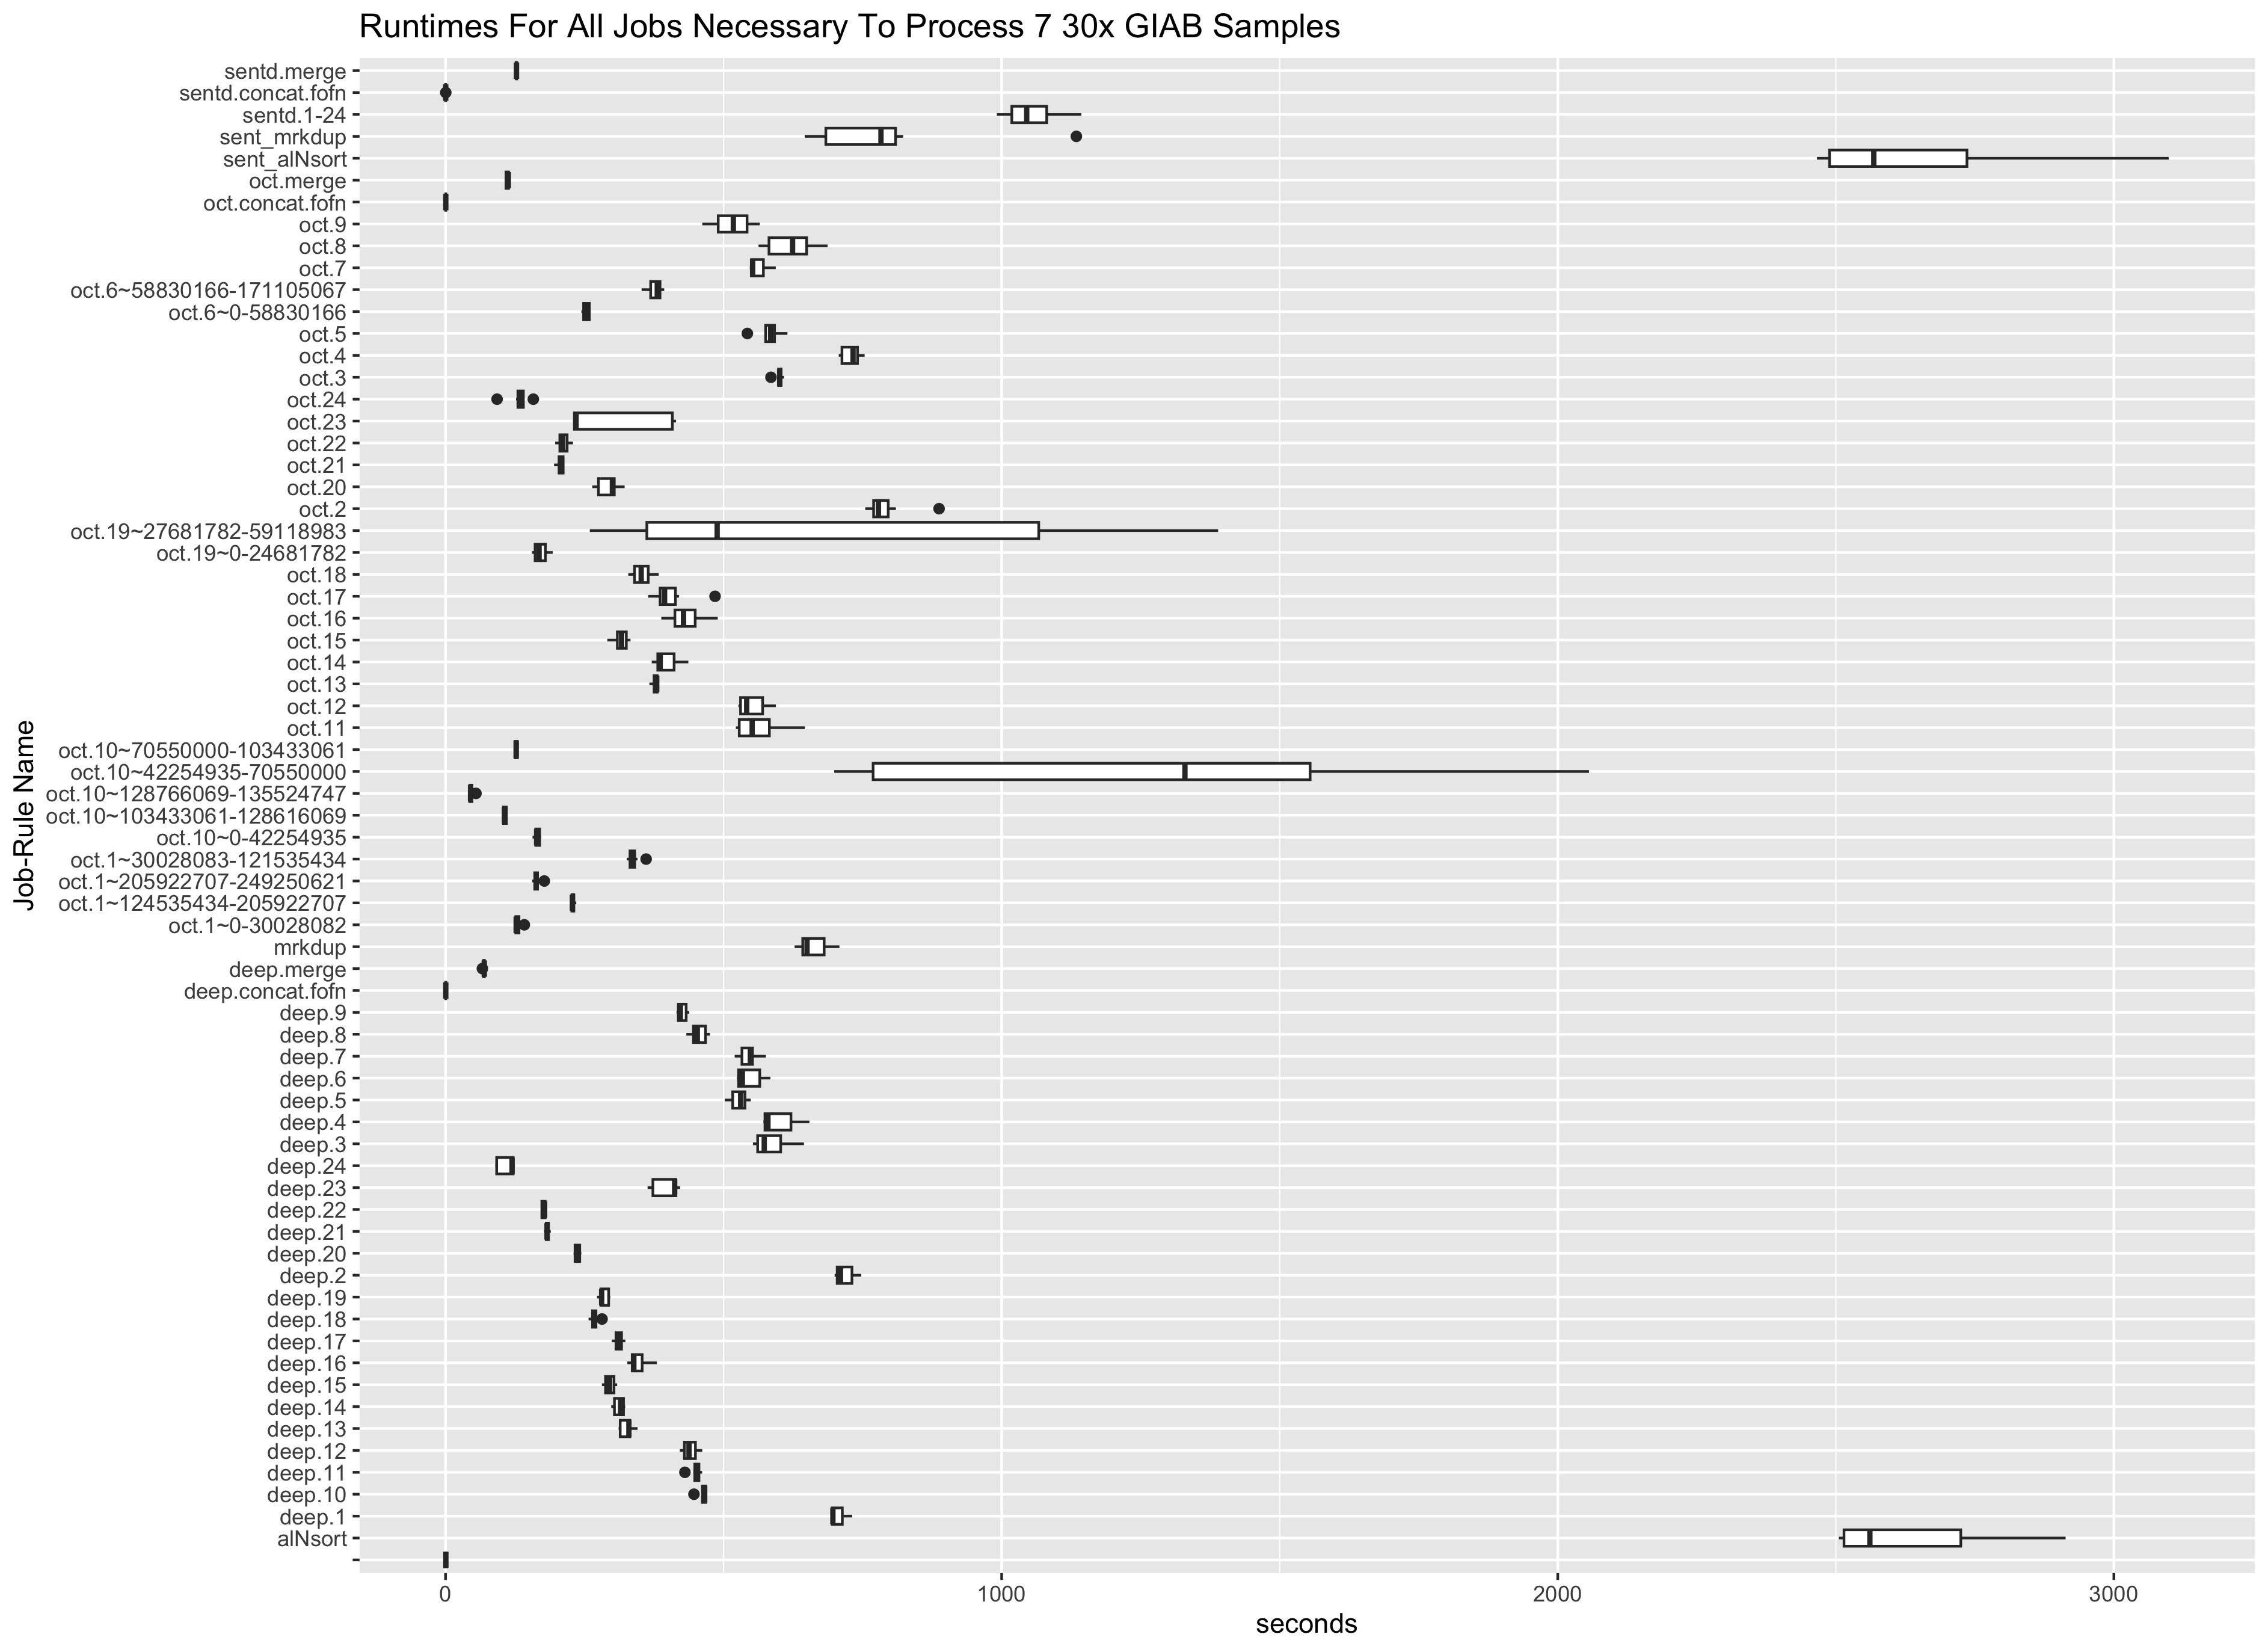 Runtimes For All Jobs Necessary To Process 7 30x GIAB Samples
sentd.merge
sentd.concat.fofn
sentd.1-24
sent_mrkdup
sent_alNsort
oct.merge
oct.concat.fofn
oct.9
oct.8
oct.7
oct.6~58830166-171105067
oct.6~0-58830166
oct.5
oct.4
oct.3
oct.24
oct.23
oct.22
oct.21
oct.20
oct.2
oct.19~27681782-59118983
oct.19~0-24681782
oct.18
oct.17
oct.16
oct.15
oct.14
oct.13
oct.12
oct.11
oct.10~70550000-103433061
oct.10~42254935-70550000
oct.10~128766069-135524747
oct.10~103433061-128616069
oct.10~0-42254935
oct.1~30028083-121535434
oct.1~205922707-249250621
oct.1~124535434-205922707
oct.1~0-30028082
mrkdup
deep.merge
deep.concat.fofn
deep.9
deep.8
deep.7
deep.6
deep.5
deep.4
deep.3
deep.24
deep.23
deep.22
deep.21
deep.20
deep.2
deep.19
deep.18
deep.17
deep.16
deep.15
deep.14
deep.13
deep.12
deep.11
deep.10
deep.1
alNsort
Job-Rule Name
0 1000 2000 3000
seconds